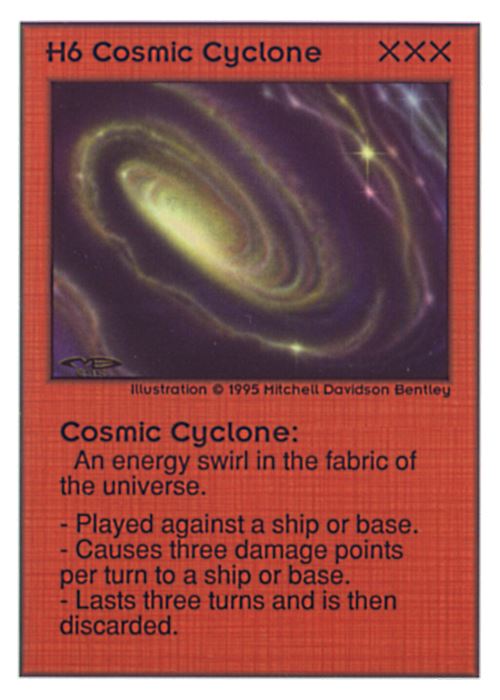 H6 Cosmic Cyclone XXX
Illustration © 1995 Mitchell Davidson Bentley
Cosmic Cyclone:
An energy swirl in the fabric of
the universe.
- Played against a ship or base.
- Causes three damage points
per turn to a ship or base.
- Lasts three turns and is then
discarded.